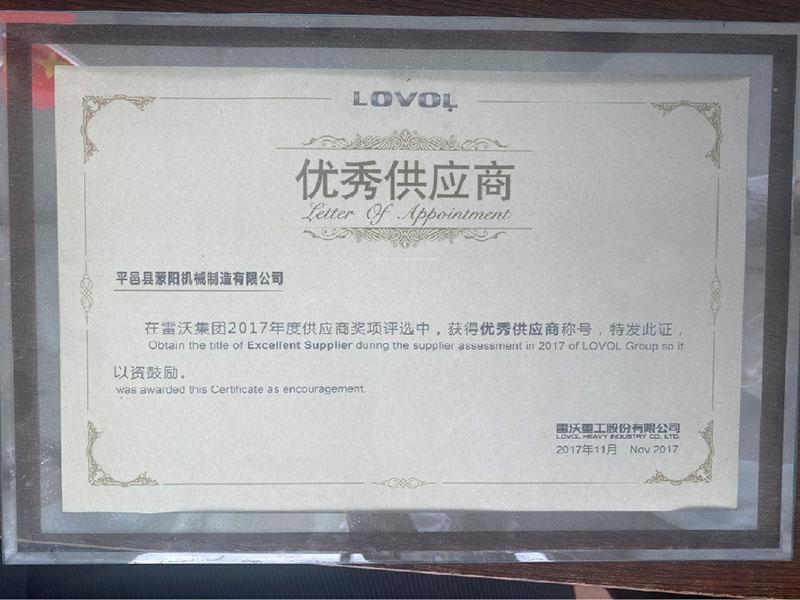 LOVOL
优秀供应商
Letter Of Appointment
平邑县蒙阳机械制造有限公司
在雷沃集团2017年度供应商奖项评选中，获得优秀供应商称号，特发此证，
Obtain the title of Excellent Supplier during the supplier assessment in 2017 of LOVOL Group so it
以资鼓励。
was awarded this Certificate as encouragement.
雷沃重工股份有限公司
LOVOL HEAVY INDUSTRY CO., LTD.
2017年11月 Nov 2017